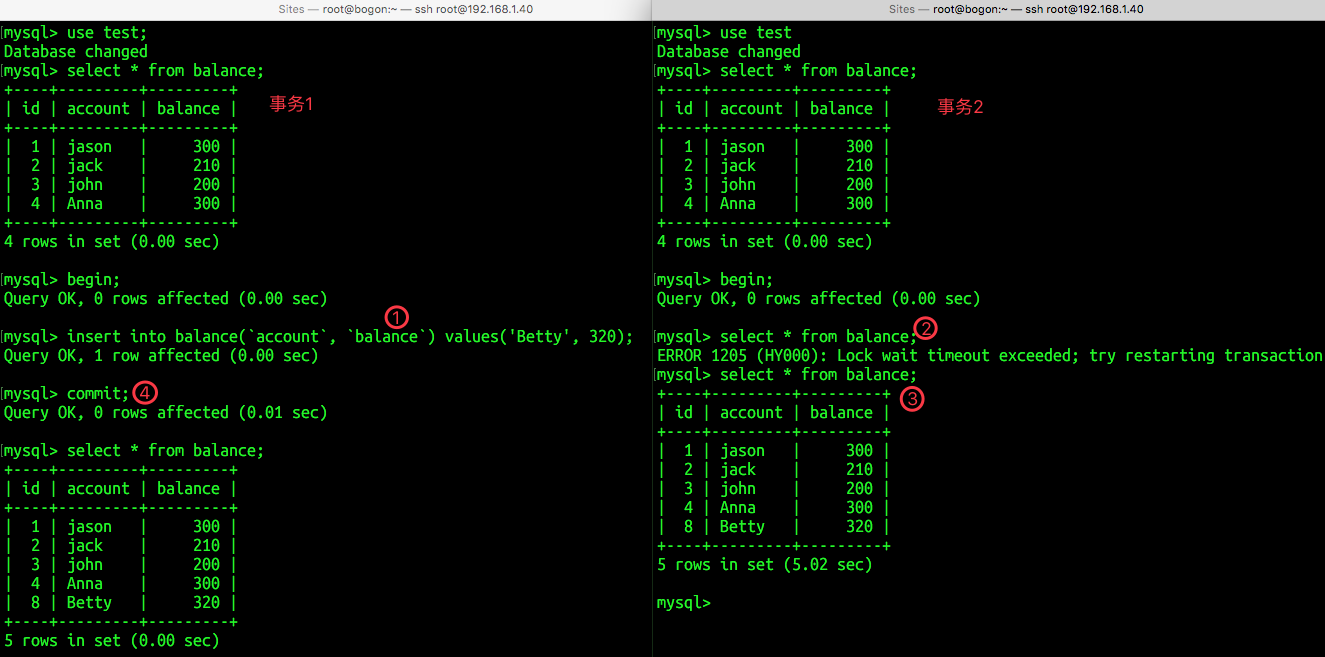 Sites — root@bogon:~ — ssh root@192.168.1.40
mysql> use test;
Database changed
mysql> select * from balance;
+----+---------+---------+
| id | account | balance |
+----+---------+---------+
| 1 | jason | 300 |
| 2 | jack | 210 |
| 3 | john | 200 |
| 4 | Anna | 300 |
+----+---------+---------+
4 rows in set (0.00 sec)
事务1
mysql> begin;
Query OK, 0 rows affected (0.00 sec)
①
mysql> insert into balance(`account`, `balance`) values('Betty', 320);
Query OK, 1 row affected (0.00 sec)
mysql> commit; ④
Query OK, 0 rows affected (0.01 sec)
mysql> select * from balance;
+----+---------+---------+
| id | account | balance |
+----+---------+---------+
| 1 | jason | 300 |
| 2 | jack | 210 |
| 3 | john | 200 |
| 4 | Anna | 300 |
| 8 | Betty | 320 |
+----+---------+---------+
5 rows in set (0.00 sec)
Sites — root@bogon:~ — ssh root@192.168.1.40
mysql> use test
Database changed
mysql> select * from balance;
+----+---------+---------+
| id | account | balance |
+----+---------+---------+
| 1 | jason | 300 |
| 2 | jack | 210 |
| 3 | john | 200 |
| 4 | Anna | 300 |
+----+---------+---------+
4 rows in set (0.00 sec)
事务2
mysql> begin;
Query OK, 0 rows affected (0.00 sec)
mysql> select * from balance; ②
ERROR 1205 (HY000): Lock wait timeout exceeded; try restarting transaction
mysql> select * from balance;
③
+----+---------+---------+
| id | account | balance |
+----+---------+---------+
| 1 | jason | 300 |
| 2 | jack | 210 |
| 3 | john | 200 |
| 4 | Anna | 300 |
| 8 | Betty | 320 |
+----+---------+---------+
5 rows in set (5.02 sec)
mysql>